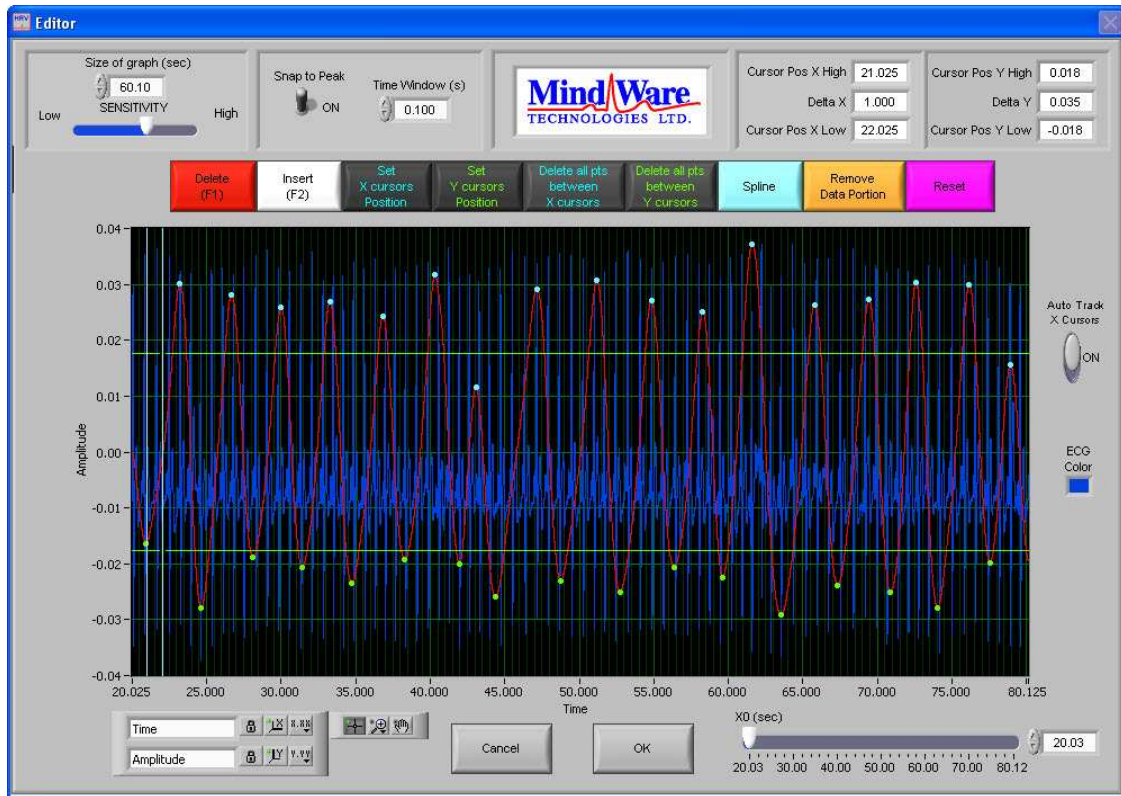 HRV
Editor
Size of graph (sec)
60.10
SENSITIVITY
Low
High
Snap to Peak
ON
Time Window (s)
0.100
MindWare
TECHNOLOGIES LTD.
Cursor Pos X High 21.025
Delta X 1.000
Cursor Pos X Low 22.025
Cursor Pos Y High 0.018
Delta Y 0.035
Cursor Pos Y Low -0.018
Delete
(F1)
Insert
(F2)
Set
X cursors
Position
Set
Y cursors
Position
Delete all pts
between
X cursors
Delete all pts
between
Y cursors
Spline
Remove
Data Portion
Reset
0.04
0.03
0.02
0.01
0.00
-0.01
-0.02
-0.03
-0.04
Amplitude
20.025 25.000 30.000 35.000 40.000 45.000 50.000 55.000 60.000 65.000 70.000 75.000 80.125
Time
Auto Track
X Cursors
ON
ECG
Color
Time
X
X.XX
Amplitude
Y
Y.YY
Cancel
OK
X0 (sec)
20.03
20.03 30.00 40.00 50.00 60.00 70.00 80.12